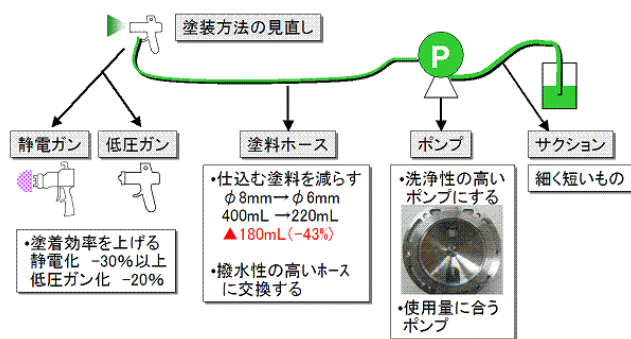 塗装方法の見直し
P
静電ガン
低圧ガン
塗料ホース
ポンプ
サクション
・塗着効率を上げる
静電化 -30%以上
低圧ガン化 -20%
・仕込む塗料を減らす
φ8mm→φ6mm
400mL →220mL
▲180mL(-43%)
・撥水性の高いホース
に交換する
・洗浄性の高い
ポンプにする
・使用量に合う
ポンプ
細く短いもの